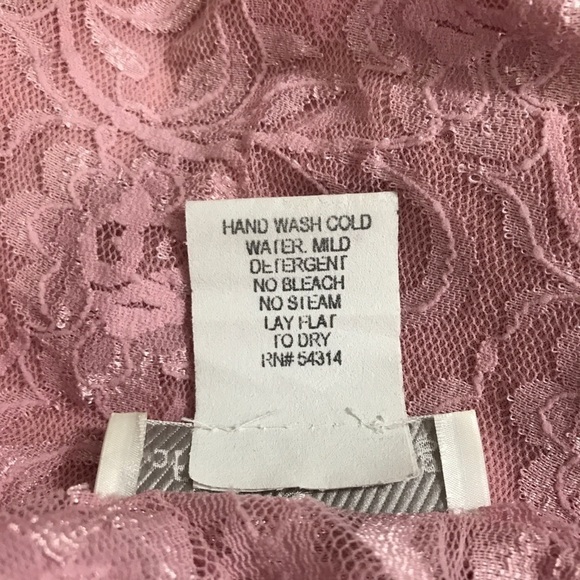 HAND WASH COLD
WATER. MILD
DETERGENT
NO BLEACH
NO STEAM
LAY FLAT
TO DRY
RN# 54314